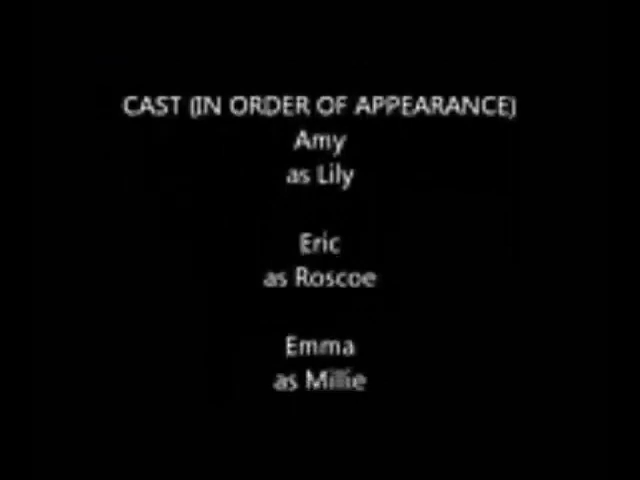 CAST (IN ORDER OF APPEARANCE)
Amy
as Lily
Eric
as Roscoe
Emma
as Millie